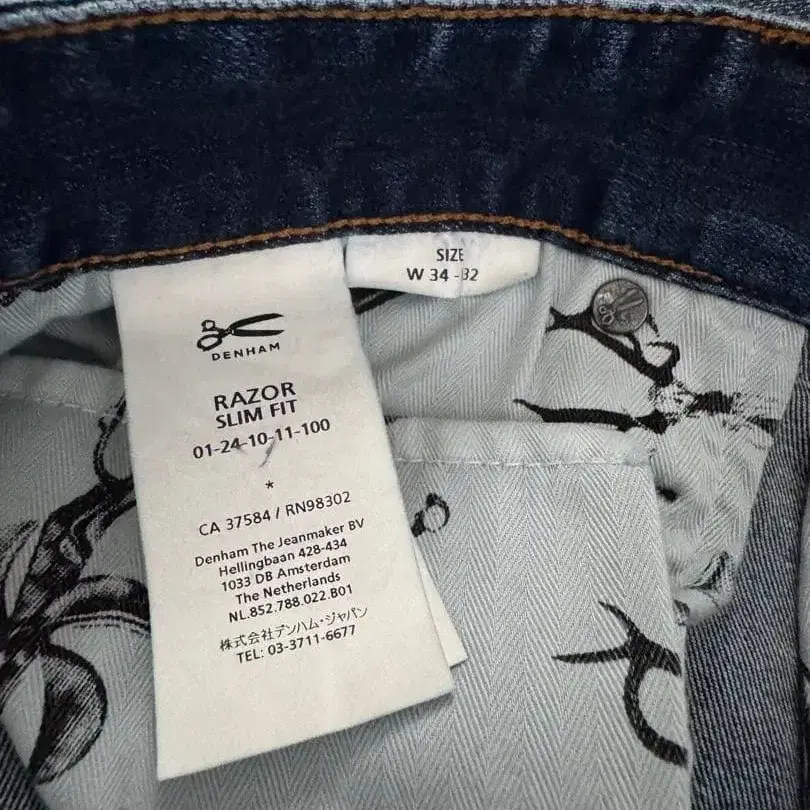 SIZE
W 34 - 32
DENHAM
RAZOR
SLIM FIT
01-24-10-11-100
*
CA 37584 / RN98302
Denham The Jeanmaker BV
Hellingbaan 428-434
1033 DB Amsterdam
The Netherlands
NL.852.788.022.B01
株式会社デンハム・ジャパン
TEL: 03-3711-6677